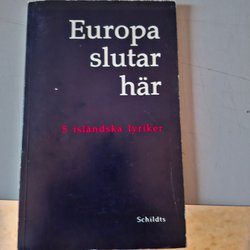 Europa
slutar
här
5 isländska lyriker
Schildts